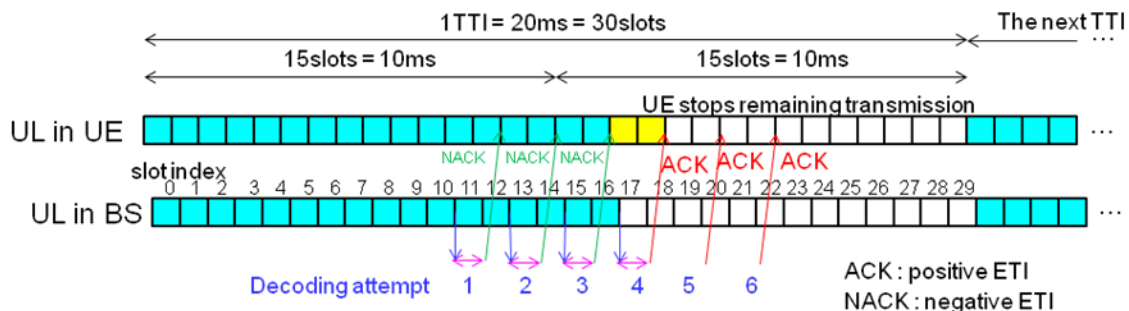 1TTI = 20ms = 30slots
The next TTI
...
15slots = 10ms
15slots = 10ms
UE stops remaining transmission
UL in UE
...
NACK
NACK
NACK
ACK
ACK
ACK
slot index
0 1 2 3 4 5 6 7 8 9 10 11 12 13 14 15 16 17 18 19 20 21 22 23 24 25 26 27 28 29
UL in BS
...
Decoding attempt 1 2 3 4 5 6
ACK : positive ETI
NACK : negative ETI